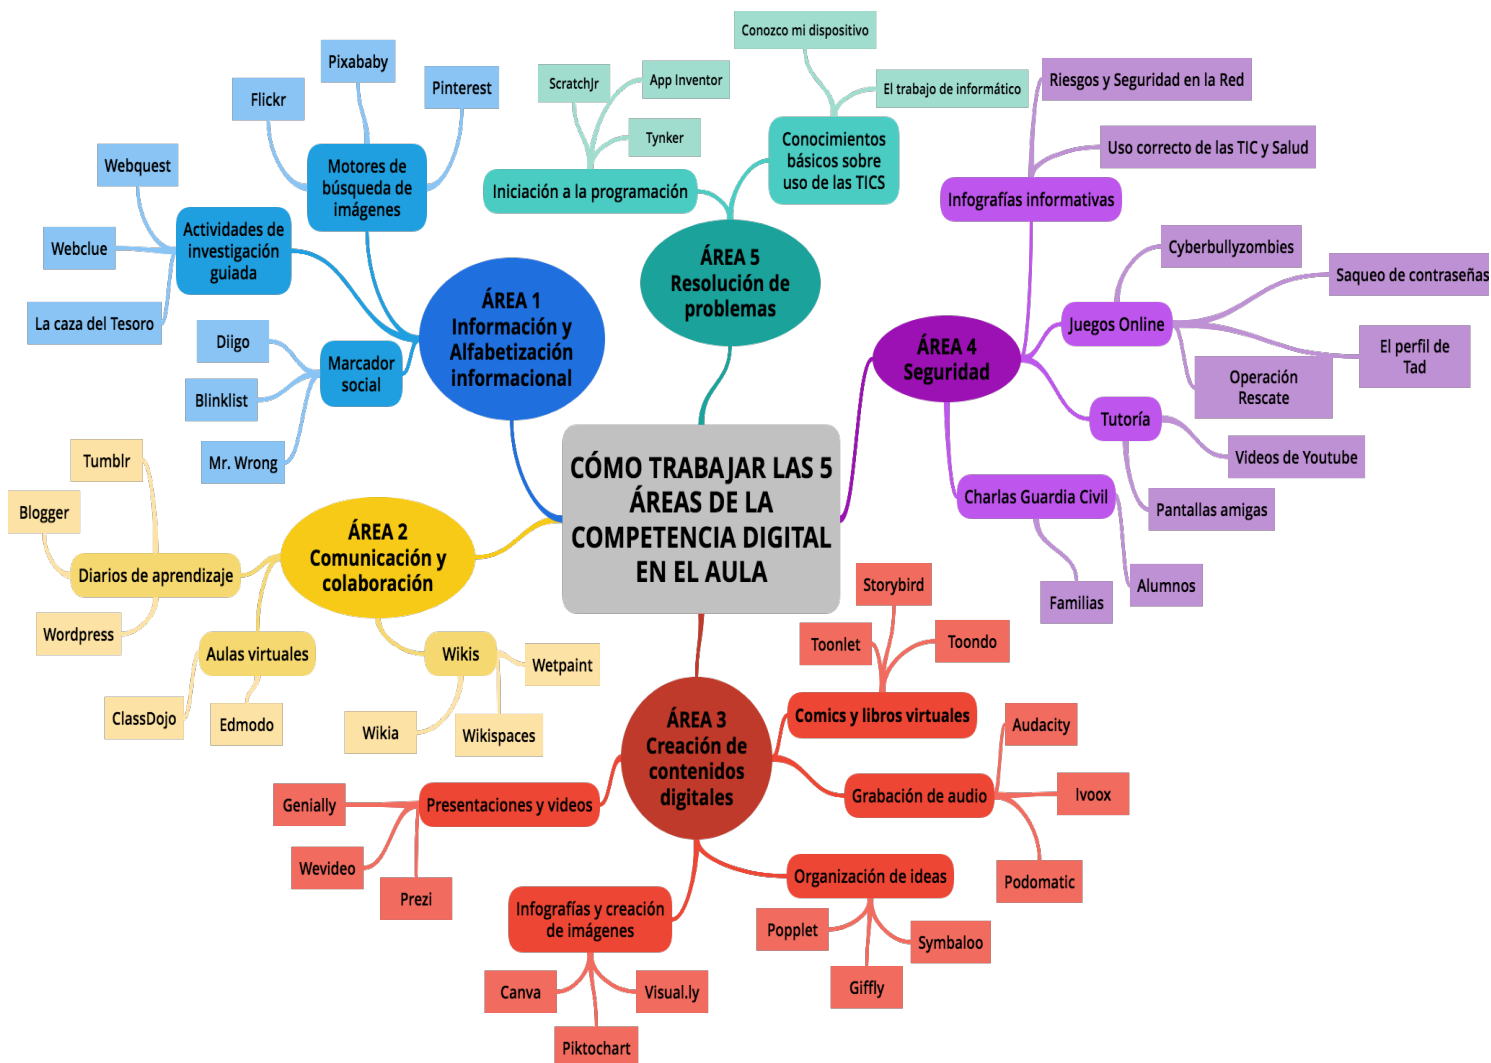 CÓMO TRABAJAR LAS 5
ÁREAS DE LA
COMPETENCIA DIGITAL
EN EL AULA
ÁREA 1
Información y
Alfabetización
informacional
Motores de
búsqueda de
imágenes
Flickr
Pixababy
Pinterest
Actividades de
investigación
guiada
Webquest
Webclue
La caza del Tesoro
Marcador
social
Diigo
Blinklist
Mr. Wrong
ÁREA 2
Comunicación y
colaboración
Diarios de aprendizaje
Tumblr
Blogger
Wordpress
Aulas virtuales
ClassDojo
Edmodo
Wikis
Wikia
Wikispaces
Wetpaint
ÁREA 3
Creación de
contenidos
digitales
Comics y libros virtuales
Toonlet
Storybird
Toondo
Grabación de audio
Audacity
Ivoox
Podomatic
Organización de ideas
Popplet
Giffly
Symbaloo
Infografías y creación
de imágenes
Canva
Piktochart
Visual.ly
Presentaciones y videos
Genially
Wevideo
Prezi
ÁREA 4
Seguridad
Infografías informativas
Riesgos y Seguridad en la Red
Uso correcto de las TIC y Salud
Juegos Online
Cyberbullyzombies
Saqueo de contraseñas
El perfil de
Tad
Operación
Rescate
Tutoría
Videos de Youtube
Pantallas amigas
Charlas Guardia Civil
Familias
Alumnos
ÁREA 5
Resolución de
problemas
Iniciación a la programación
ScratchJr
App Inventor
Tynker
Conocimientos
básicos sobre
uso de las TICS
Conozco mi dispositivo
El trabajo de informático